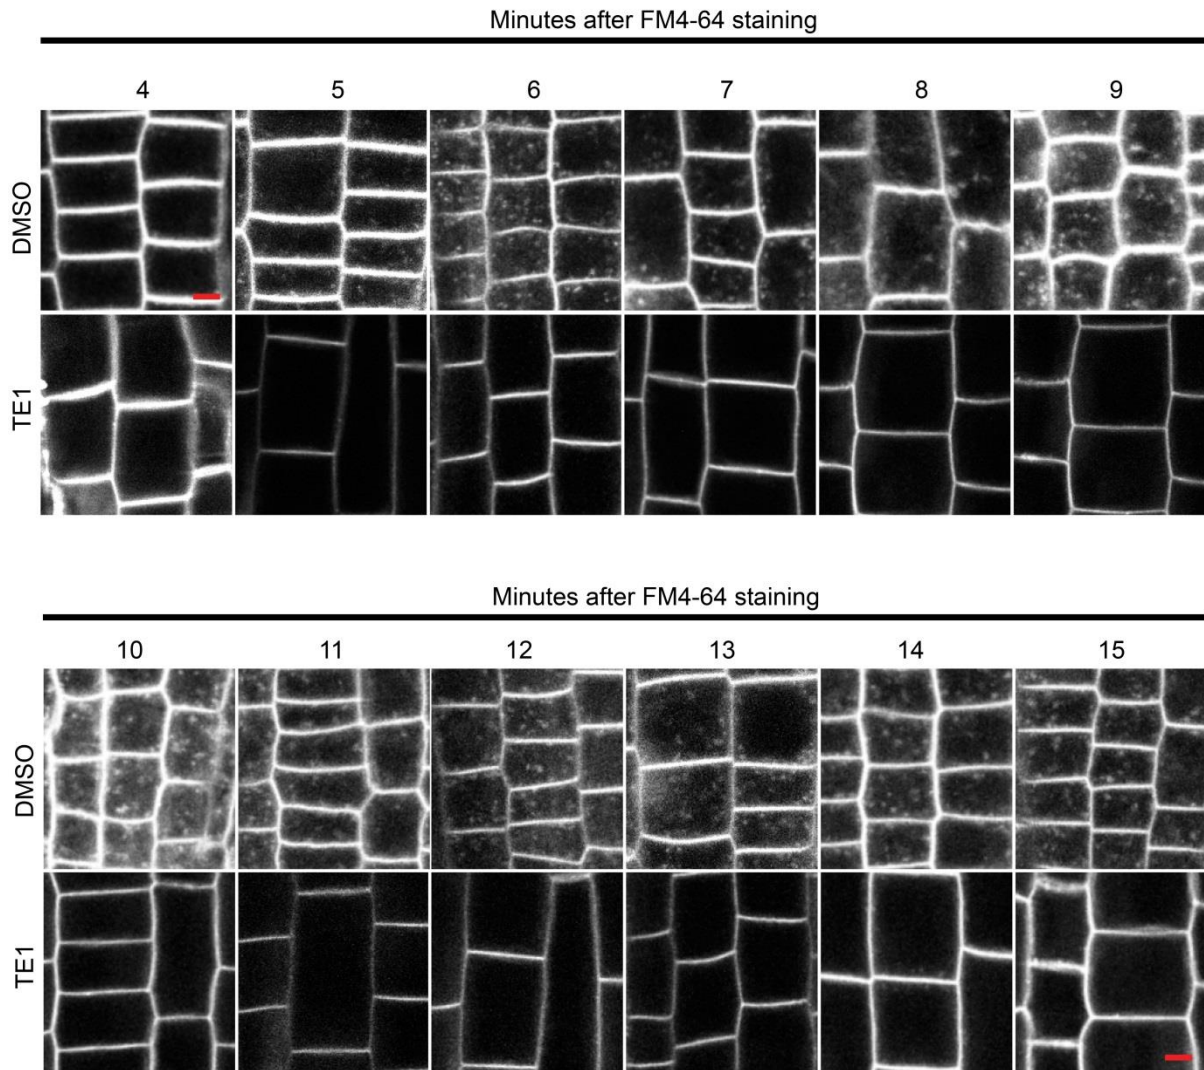 Minutes after FM4-64 staining
4 5 6 7 8 9
DMSO
TE1
Minutes after FM4-64 staining
10 11 12 13 14 15
DMSO
TE1